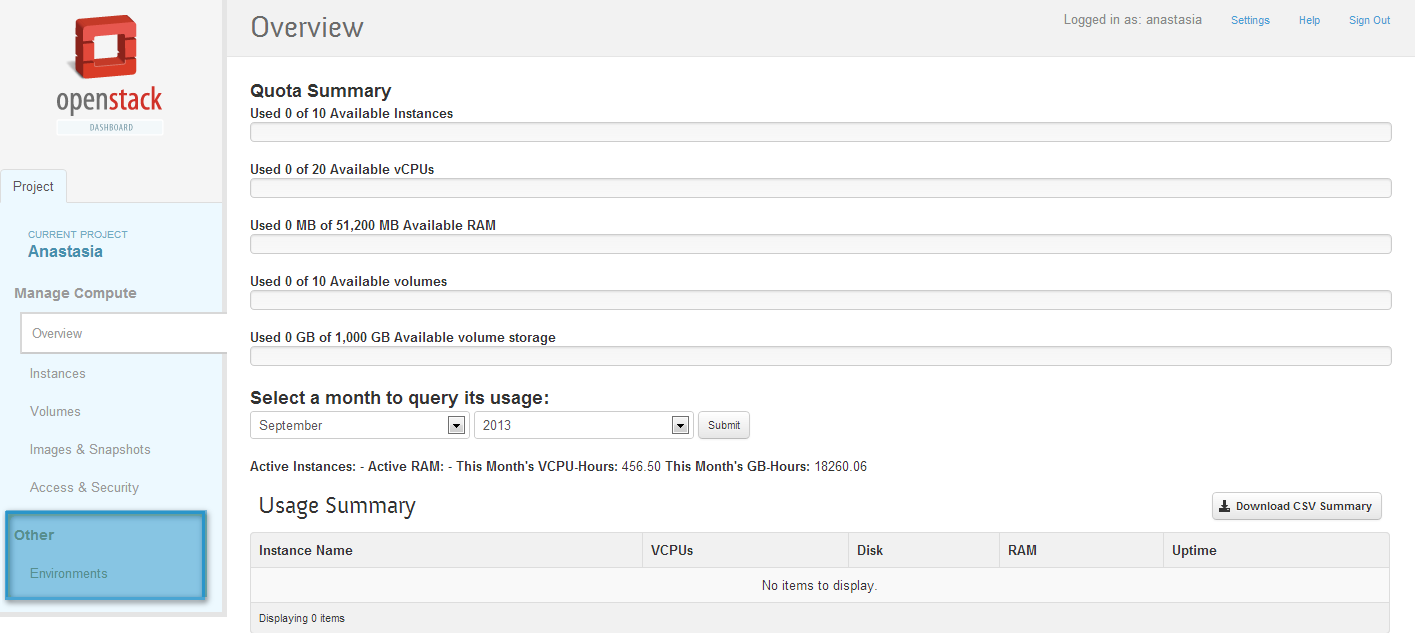 openstack
DASHBOARD
Project
CURRENT PROJECT
Anastasia
Manage Compute
Overview
Instances
Volumes
Images & Snapshots
Access & Security
Other
Environments
Overview
Logged in as: anastasia Settings Help Sign Out
Quota Summary
Used 0 of 10 Available Instances
Used 0 of 20 Available vCPUs
Used 0 MB of 51,200 MB Available RAM
Used 0 of 10 Available volumes
Used 0 GB of 1,000 GB Available volume storage
Select a month to query its usage:
September 2013 Submit
Active Instances: - Active RAM: - This Month's VCPU-Hours: 456.50 This Month's GB-Hours: 18260.06
Usage Summary Download CSV Summary
Instance Name VCPUs Disk RAM Uptime
No items to display.
Displaying 0 items